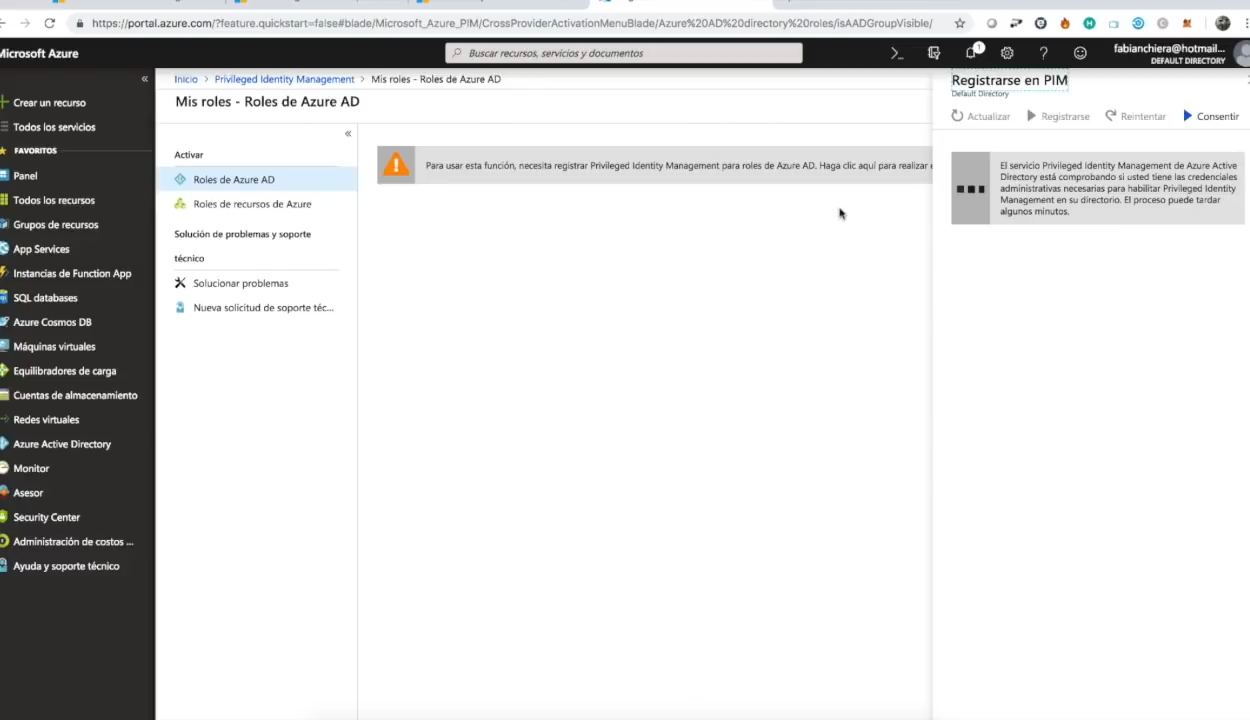 https://portal.azure.com/?feature.quickstart=false#blade/Microsoft_Azure_PIM/CrossProviderActivationMenuBlade/Azure%20AD%20directory%20roles/isAADGroupVisible/
Microsoft Azure
Buscar recursos, servicios y documentos
>_
1
fabianchiera@hotmail...
DEFAULT DIRECTORY
«
Crear un recurso
Todos los servicios
FAVORITOS
Panel
Todos los recursos
Grupos de recursos
App Services
Instancias de Function App
SQL databases
Azure Cosmos DB
Máquinas virtuales
Equilibradores de carga
Cuentas de almacenamiento
Redes virtuales
Azure Active Directory
Monitor
Asesor
Security Center
Administración de costos ...
Ayuda y soporte técnico
Inicio > Privileged Identity Management > Mis roles - Roles de Azure AD
Mis roles - Roles de Azure AD
«
Activar
Roles de Azure AD
Roles de recursos de Azure
Solución de problemas y soporte
técnico
Solucionar problemas
Nueva solicitud de soporte téc...
Para usar esta función, necesita registrar Privileged Identity Management para roles de Azure AD. Haga clic aquí para realizar
Registrarse en PIM
Default Directory
Actualizar Registrarse Reintentar Consentir
El servicio Privileged Identity Management de Azure Active
Directory está comprobando si usted tiene las credenciales
administrativas necesarias para habilitar Privileged Identity
Management en su directorio. El proceso puede tardar
algunos minutos.